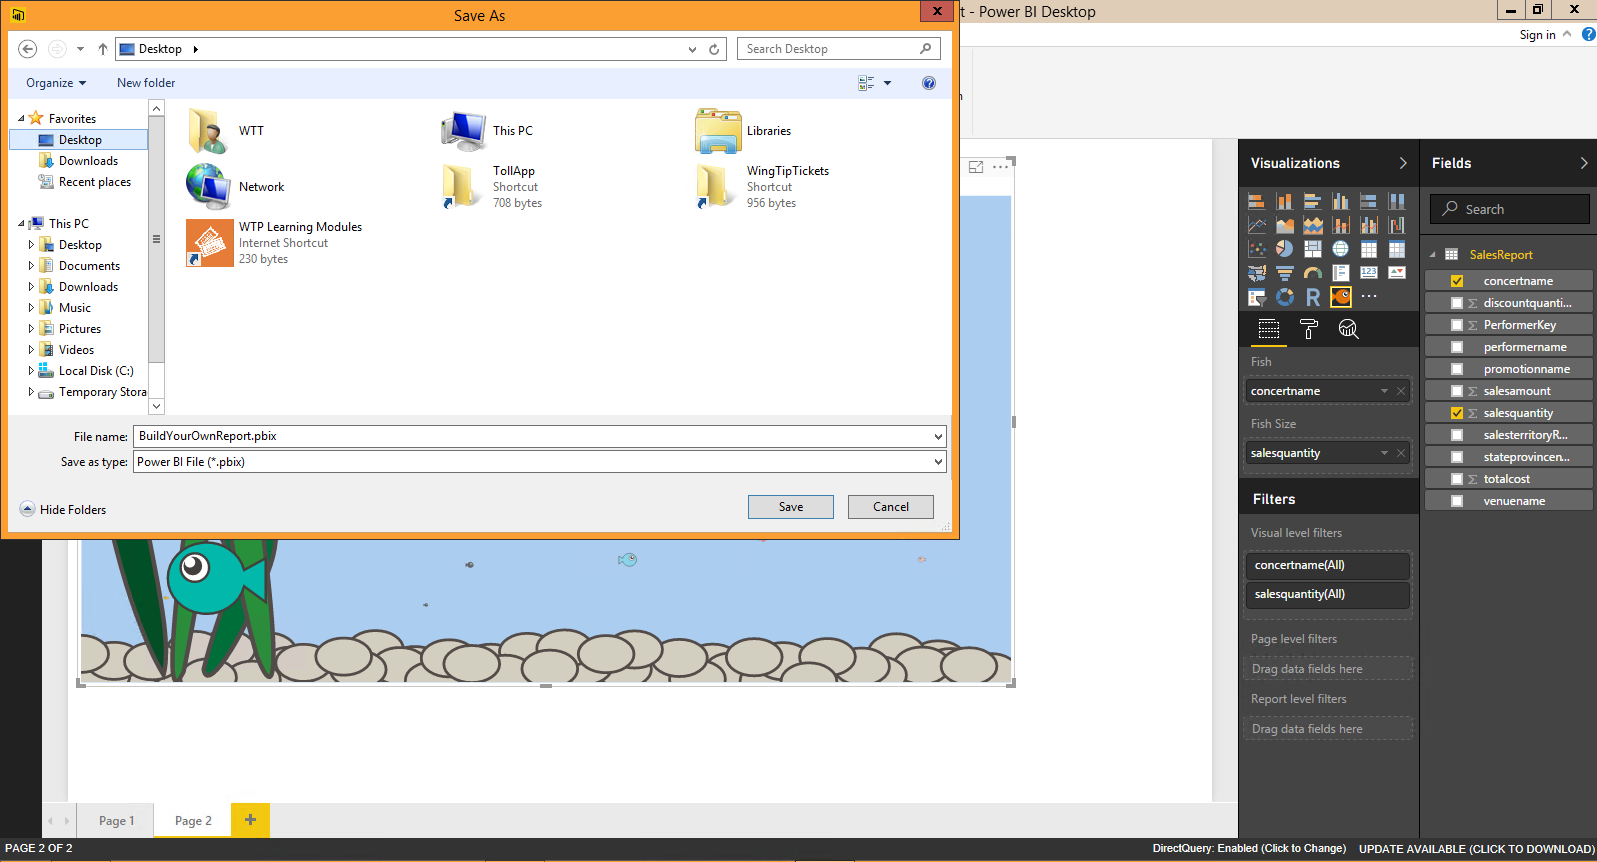 Save As
t - Power BI Desktop
Sign in
Desktop
Search Desktop
Organize
New folder
Favorites
Desktop
Downloads
Recent places
This PC
Desktop
Documents
Downloads
Music
Pictures
Videos
Local Disk (C:)
Temporary Stora
WTT
This PC
Libraries
Network
TollApp
Shortcut
708 bytes
WingTipTickets
Shortcut
956 bytes
WTP Learning Modules
Internet Shortcut
230 bytes
File name: BuildYourOwnReport.pbix
Save as type: Power BI File (*.pbix)
Hide Folders
Save
Cancel
Visualizations
R
123
Fish
concertname
Fish Size
salesquantity
Filters
Visual level filters
concertname(All)
salesquantity(All)
Page level filters
Drag data fields here
Report level filters
Drag data fields here
Fields
Search
SalesReport
concertname
discountquanti...
PerformerKey
performername
promotionname
salesamount
salesquantity
salesterritoryR...
stateprovincen...
totalcost
venuename
Page 1
Page 2
PAGE 2 OF 2
DirectQuery: Enabled (Click to Change)
UPDATE AVAILABLE (CLICK TO DOWNLOAD)